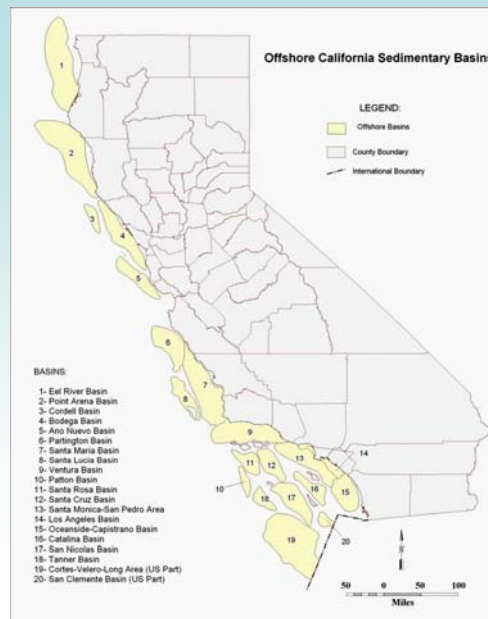 Offshore California Sedimentary Basins
LEGEND:
Offshore Basins
County Boundary
International Boundary
1
2
3
4
5
6
7
8
9
10
11
12
13
14
15
16
17
18
19
20
BASINS:
1- Eel River Basin
2- Point Arena Basin
3- Cordell Basin
4- Bodega Basin
5- Ano Nuevo Basin
6- Partington Basin
7- Santa Maria Basin
8- Santa Lucia Basin
9- Ventura Basin
10- Patton Basin
11- Santa Rosa Basin
12- Santa Cruz Basin
13- Santa Monica-San Pedro Area
14- Los Angeles Basin
15- Oceanside-Capistrano Basin
16- Catalina Basin
17- San Nicolas Basin
18- Tanner Basin
19- Cortes-Velero-Long Area (US Part)
20- San Clemente Basin (US Part)
N
50 0 50 100
Miles